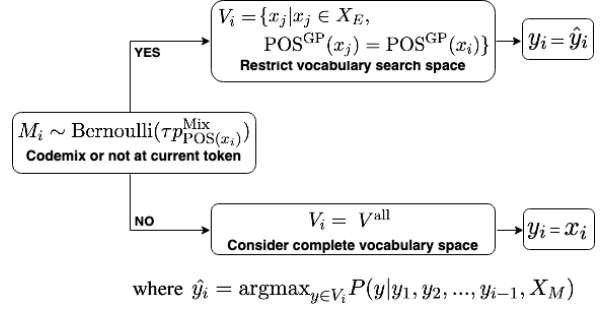 V_i = {x_j | x_j ∈ X_E,
POS^GP(x_j) = POS^GP(x_i)}
Restrict vocabulary search space
y_i = ŷ_i
YES
M_i ∼ Bernoulli(τp^Mix_POS(x_i))
Codemix or not at current token
NO
V_i = V^all
Consider complete vocabulary space
y_i = x_i
where ŷ_i = argmax_{y∈V_i} P(y|y_1, y_2, ..., y_{i−1}, X_M)